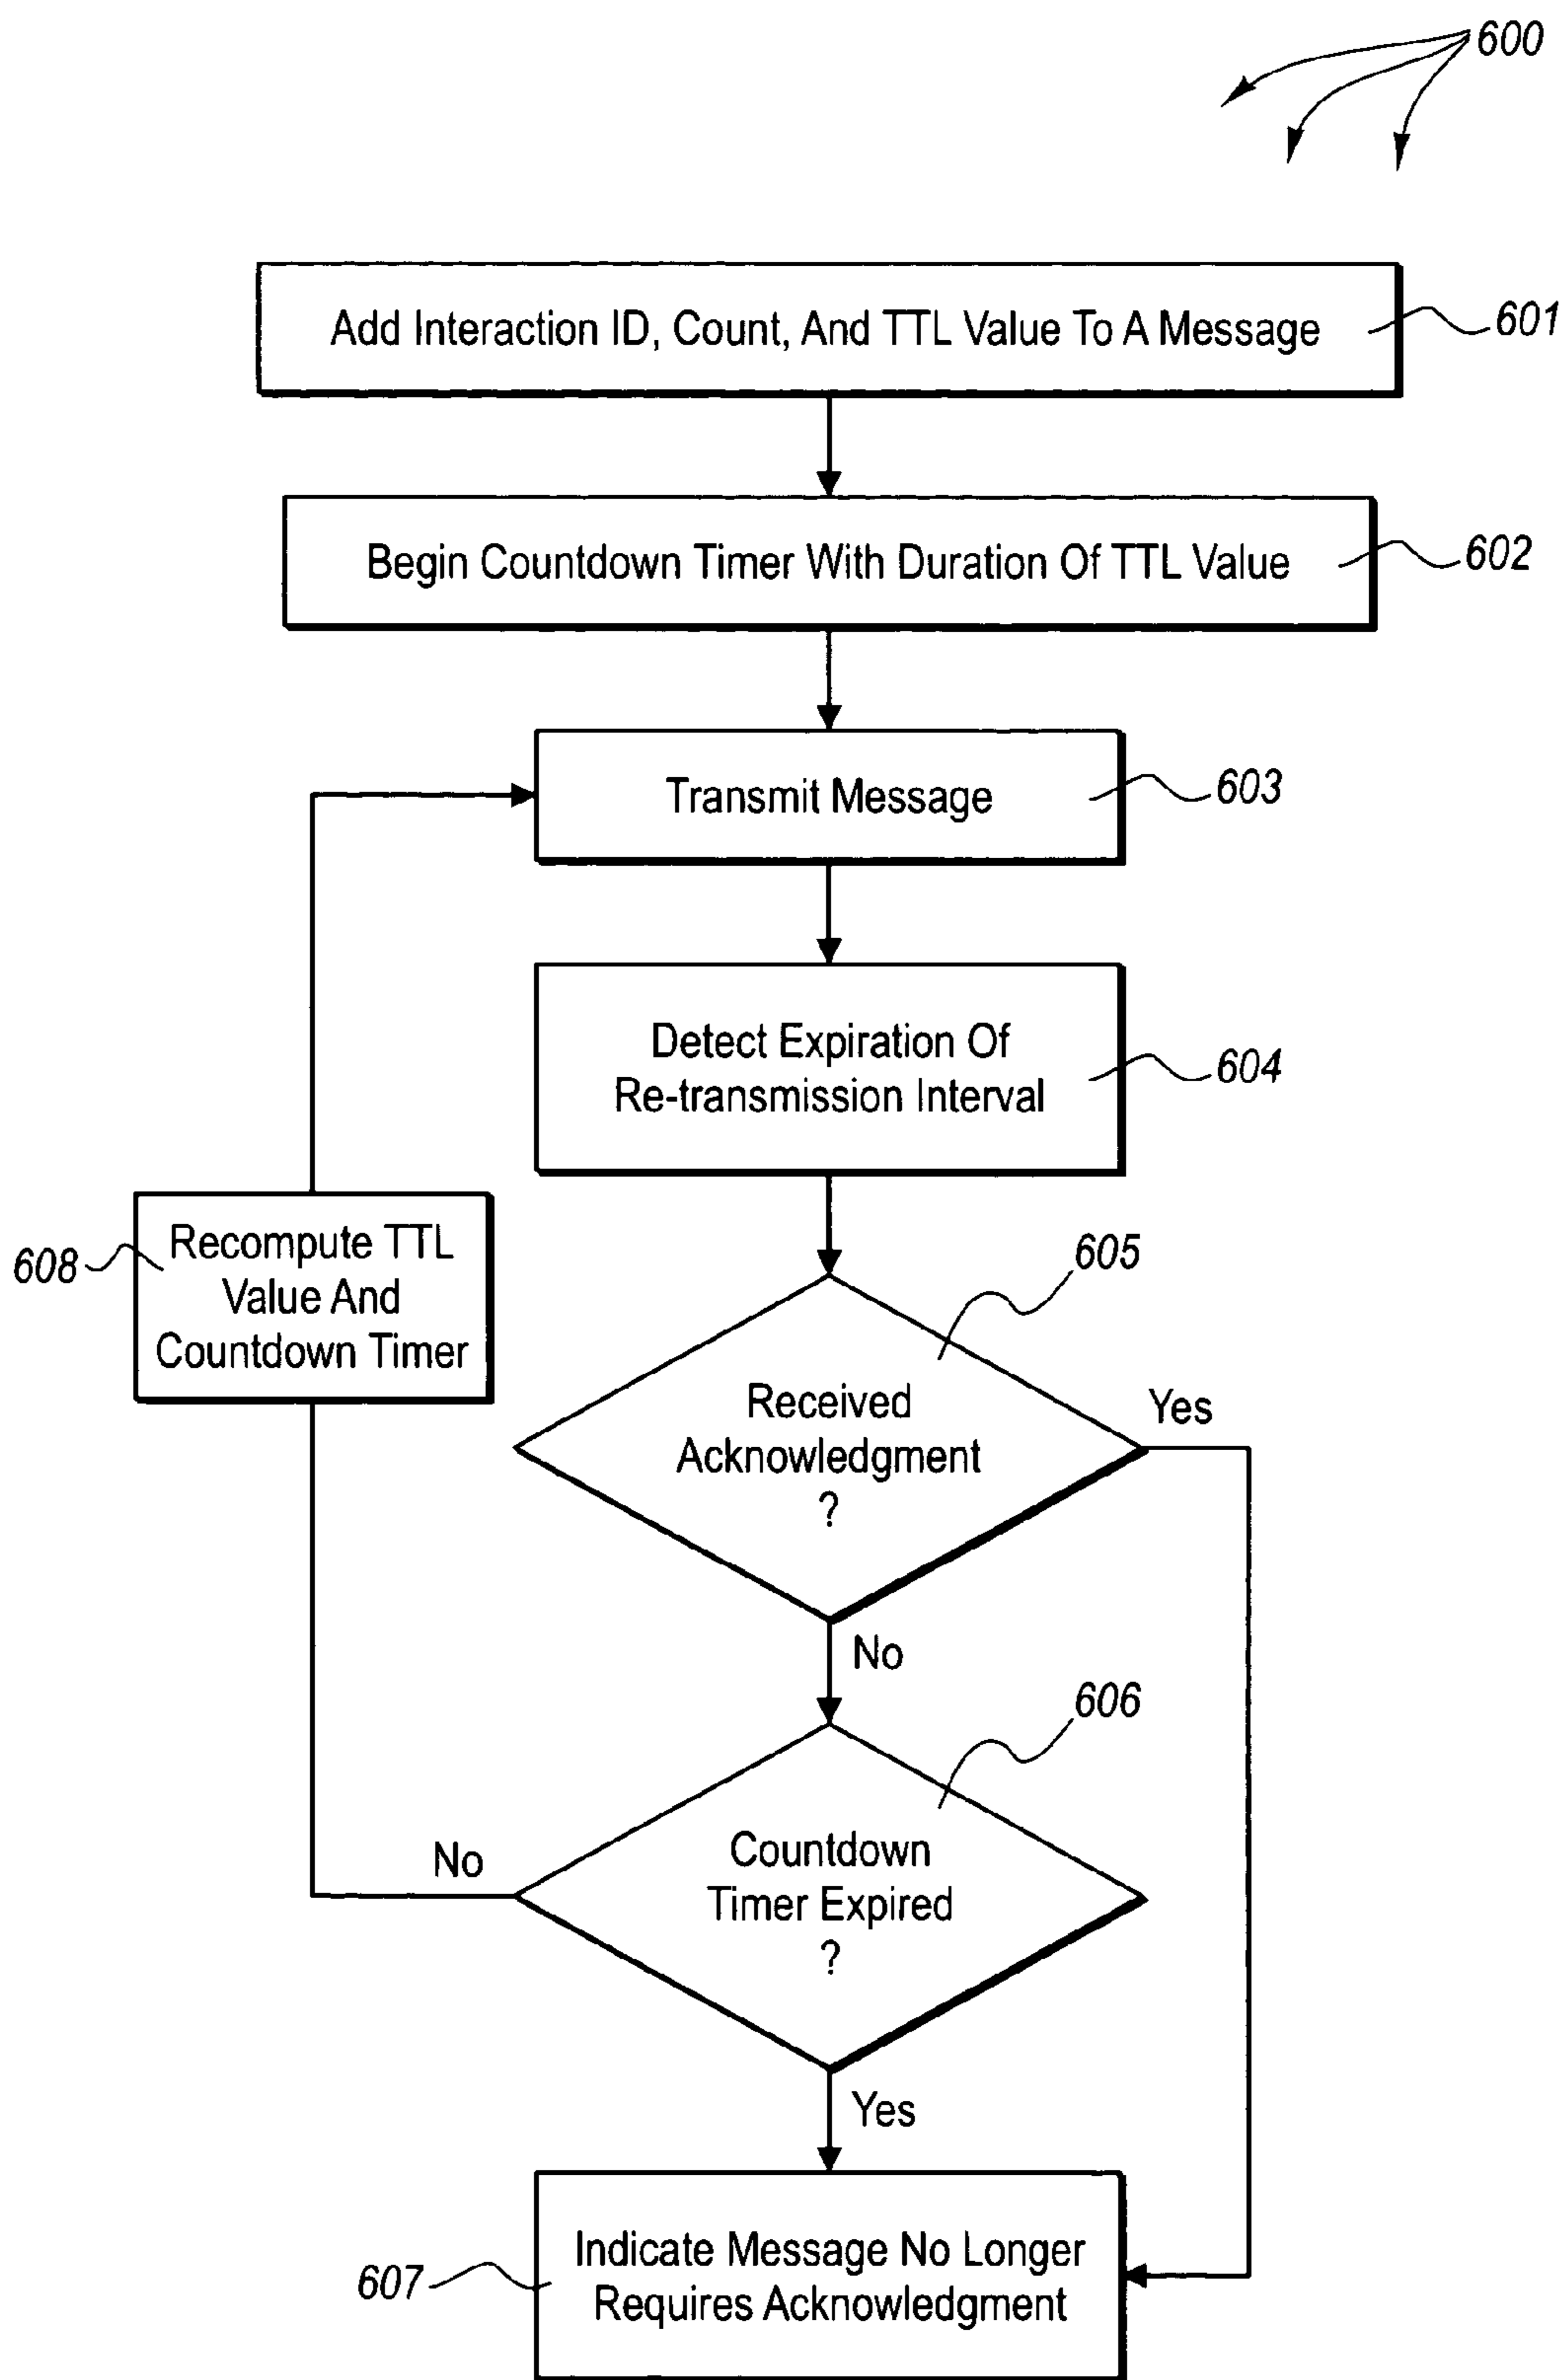 600
Add Interaction ID, Count, And TTL Value To A Message
601
Begin Countdown Timer With Duration Of TTL Value
602
Transmit Message
603
Detect Expiration Of
Re-transmission Interval
604
608
Recompute TTL
Value And
Countdown Timer
605
Received
Acknowledgment
?
Yes
No
606
Countdown
Timer Expired
?
No
Yes
607
Indicate Message No Longer
Requires Acknowledgment